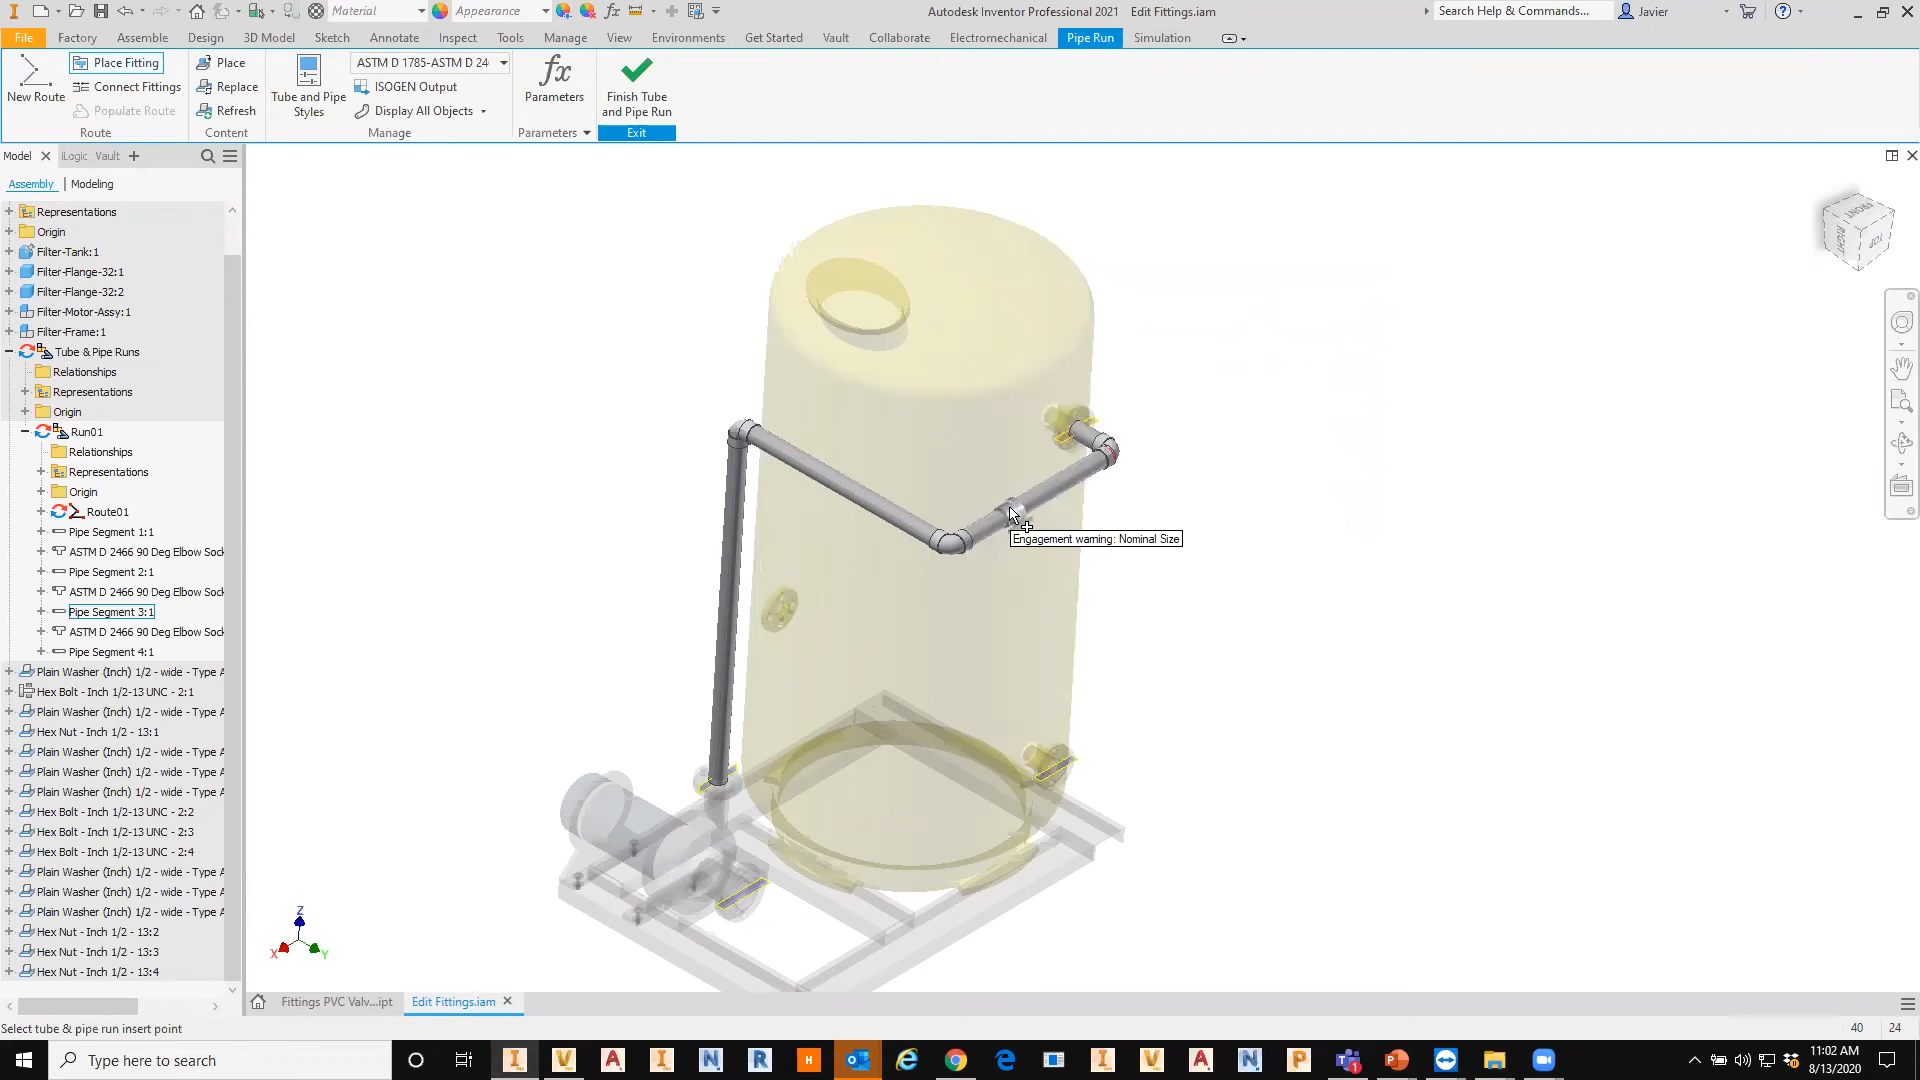 Material
Appearance
Autodesk Inventor Professional 2021 Edit Fittings.iam
Search Help & Commands...
Javier
File
Factory
Assemble
Design
3D Model
Sketch
Annotate
Inspect
Tools
Manage
View
Environments
Get Started
Vault
Collaborate
Electromechanical
Pipe Run
Simulation
New Route
Place Fitting
Connect Fittings
Populate Route
Route
Place
Replace
Refresh
Content
Tube and Pipe
Styles
ASTM D 1785-ASTM D 24
ISOGEN Output
Display All Objects
Manage
fx
Parameters
Parameters
Finish Tube
and Pipe Run
Exit
Model
iLogic
Vault
Assembly
Modeling
Representations
Origin
Filter-Tank:1
Filter-Flange-32:1
Filter-Flange-32:2
Filter-Motor-Assy:1
Filter-Frame:1
Tube & Pipe Runs
Relationships
Representations
Origin
Run01
Relationships
Representations
Origin
Route01
Pipe Segment 1:1
ASTM D 2466 90 Deg Elbow Sock
Pipe Segment 2:1
ASTM D 2466 90 Deg Elbow Sock
Pipe Segment 3:1
ASTM D 2466 90 Deg Elbow Sock
Pipe Segment 4:1
Plain Washer (Inch) 1/2 - wide - Type A
Hex Bolt - Inch 1/2-13 UNC - 2:1
Plain Washer (Inch) 1/2 - wide - Type A
Hex Nut - Inch 1/2 - 13:1
Plain Washer (Inch) 1/2 - wide - Type A
Plain Washer (Inch) 1/2 - wide - Type A
Plain Washer (Inch) 1/2 - wide - Type A
Hex Bolt - Inch 1/2-13 UNC - 2:2
Hex Bolt - Inch 1/2-13 UNC - 2:3
Hex Bolt - Inch 1/2-13 UNC - 2:4
Plain Washer (Inch) 1/2 - wide - Type A
Plain Washer (Inch) 1/2 - wide - Type A
Plain Washer (Inch) 1/2 - wide - Type A
Hex Nut - Inch 1/2 - 13:2
Hex Nut - Inch 1/2 - 13:3
Hex Nut - Inch 1/2 - 13:4
Engagement warning: Nominal Size
FRONT
RIGHT
TOP
Z
X
Y
Fittings PVC Valv...ipt
Edit Fittings.iam
Select tube & pipe run insert point
40
24
Type here to search
11:02 AM
8/13/2020